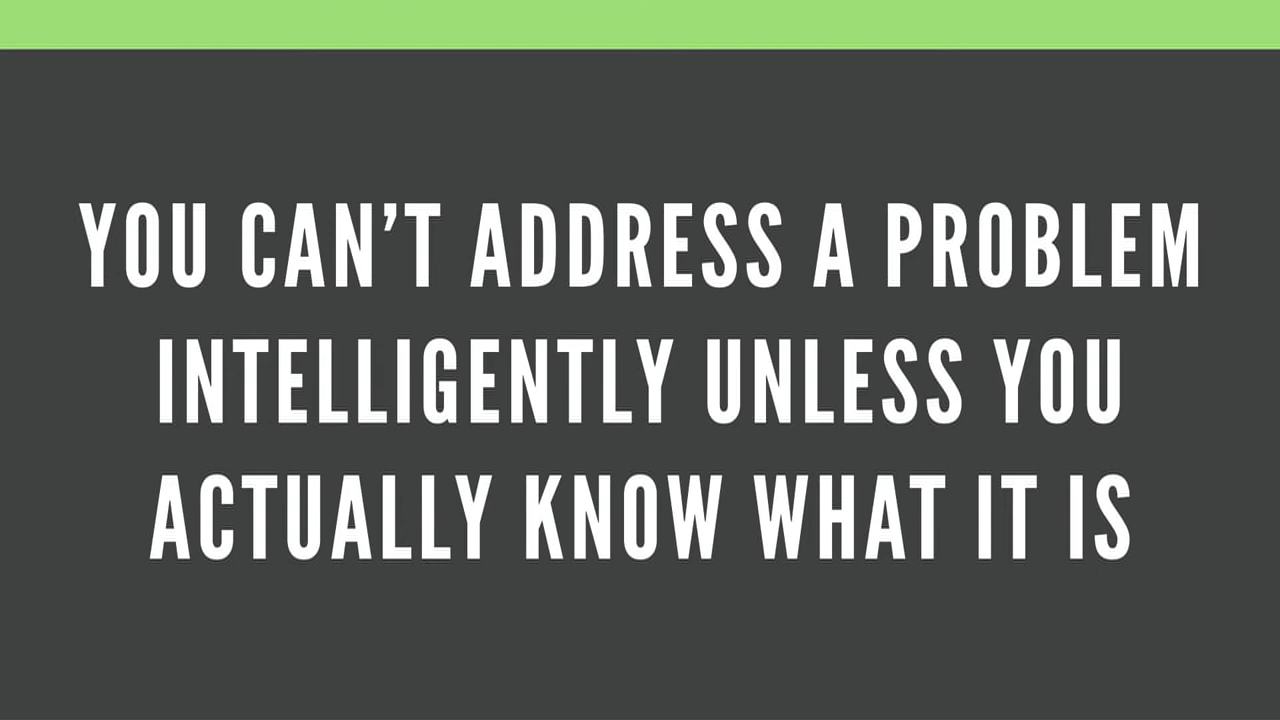 YOU CAN’T ADDRESS A PROBLEM
INTELLIGENTLY UNLESS YOU
ACTUALLY KNOW WHAT IT IS